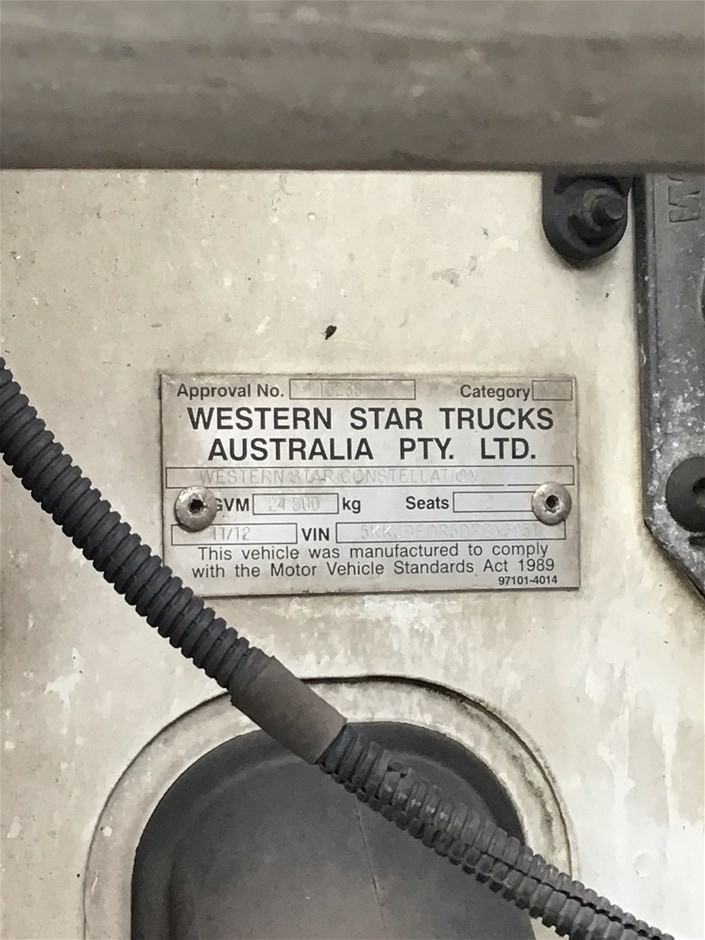 Approval No. Category
WESTERN STAR TRUCKS
AUSTRALIA PTY. LTD.
WESTERN STAR CONSTELLATION
GVM 24 500 kg Seats
11/12 VIN
This vehicle was manufactured to comply
with the Motor Vehicle Standards Act 1989
97101-4014